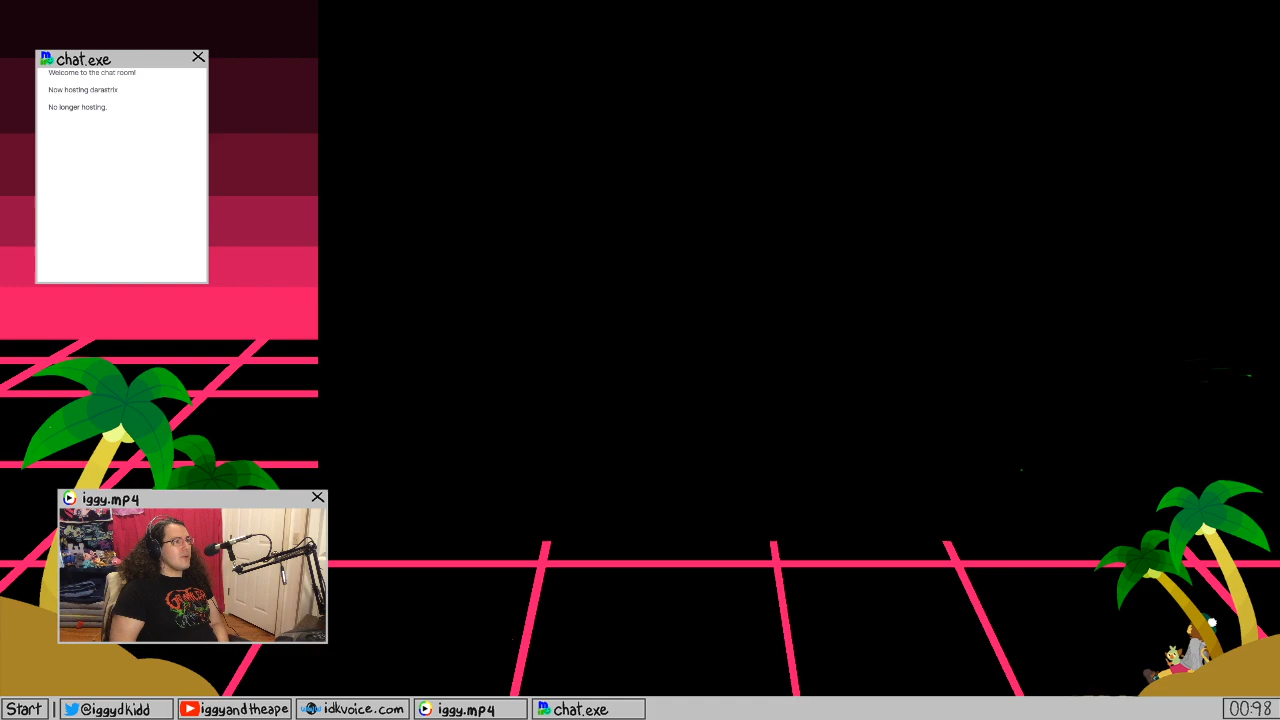 chat.exe
Welcome to the chat room!
Now hosting darastrix
No longer hosting.
iggy.mp4
Start
@iggydkidd
iggyandtheape
idkvoice.com
iggy.mp4
chat.exe
00:98